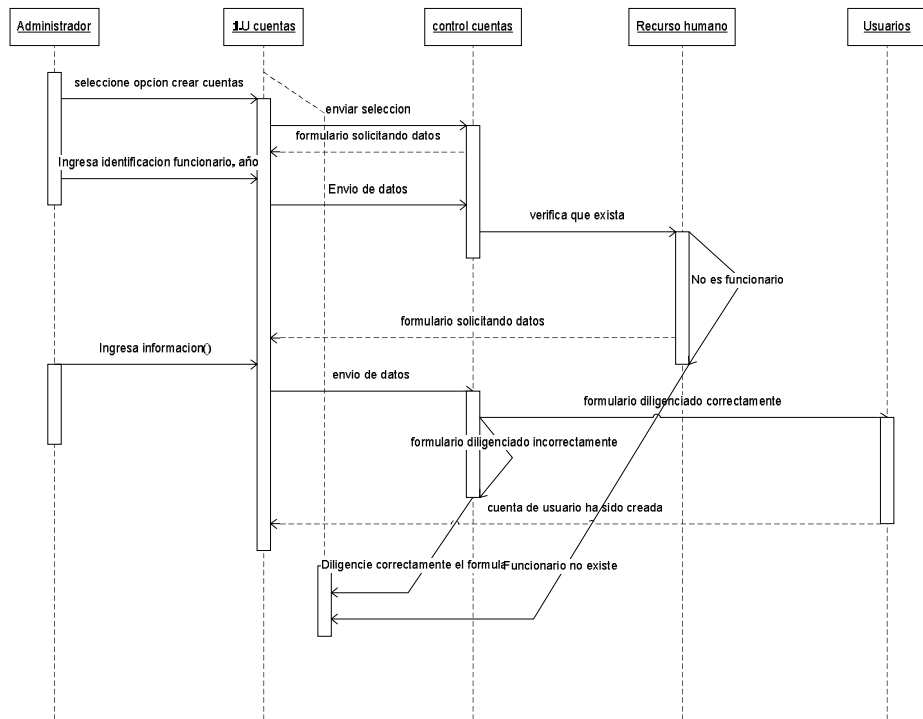 Administrador
:I.U cuentas
control cuentas
Recurso humano
Usuarios
seleccione opcion crear cuentas
enviar seleccion
formulario solicitando datos
Ingresa identificacion funcionario, año
Envio de datos
verifica que exista
No es funcionario
formulario solicitando datos
Ingresa informacion()
envio de datos
formulario diligenciado correctamente
formulario diligenciado incorrectamente
cuenta de usuario ha sido creada
Diligencie correctamente el formula
Funcionario no existe